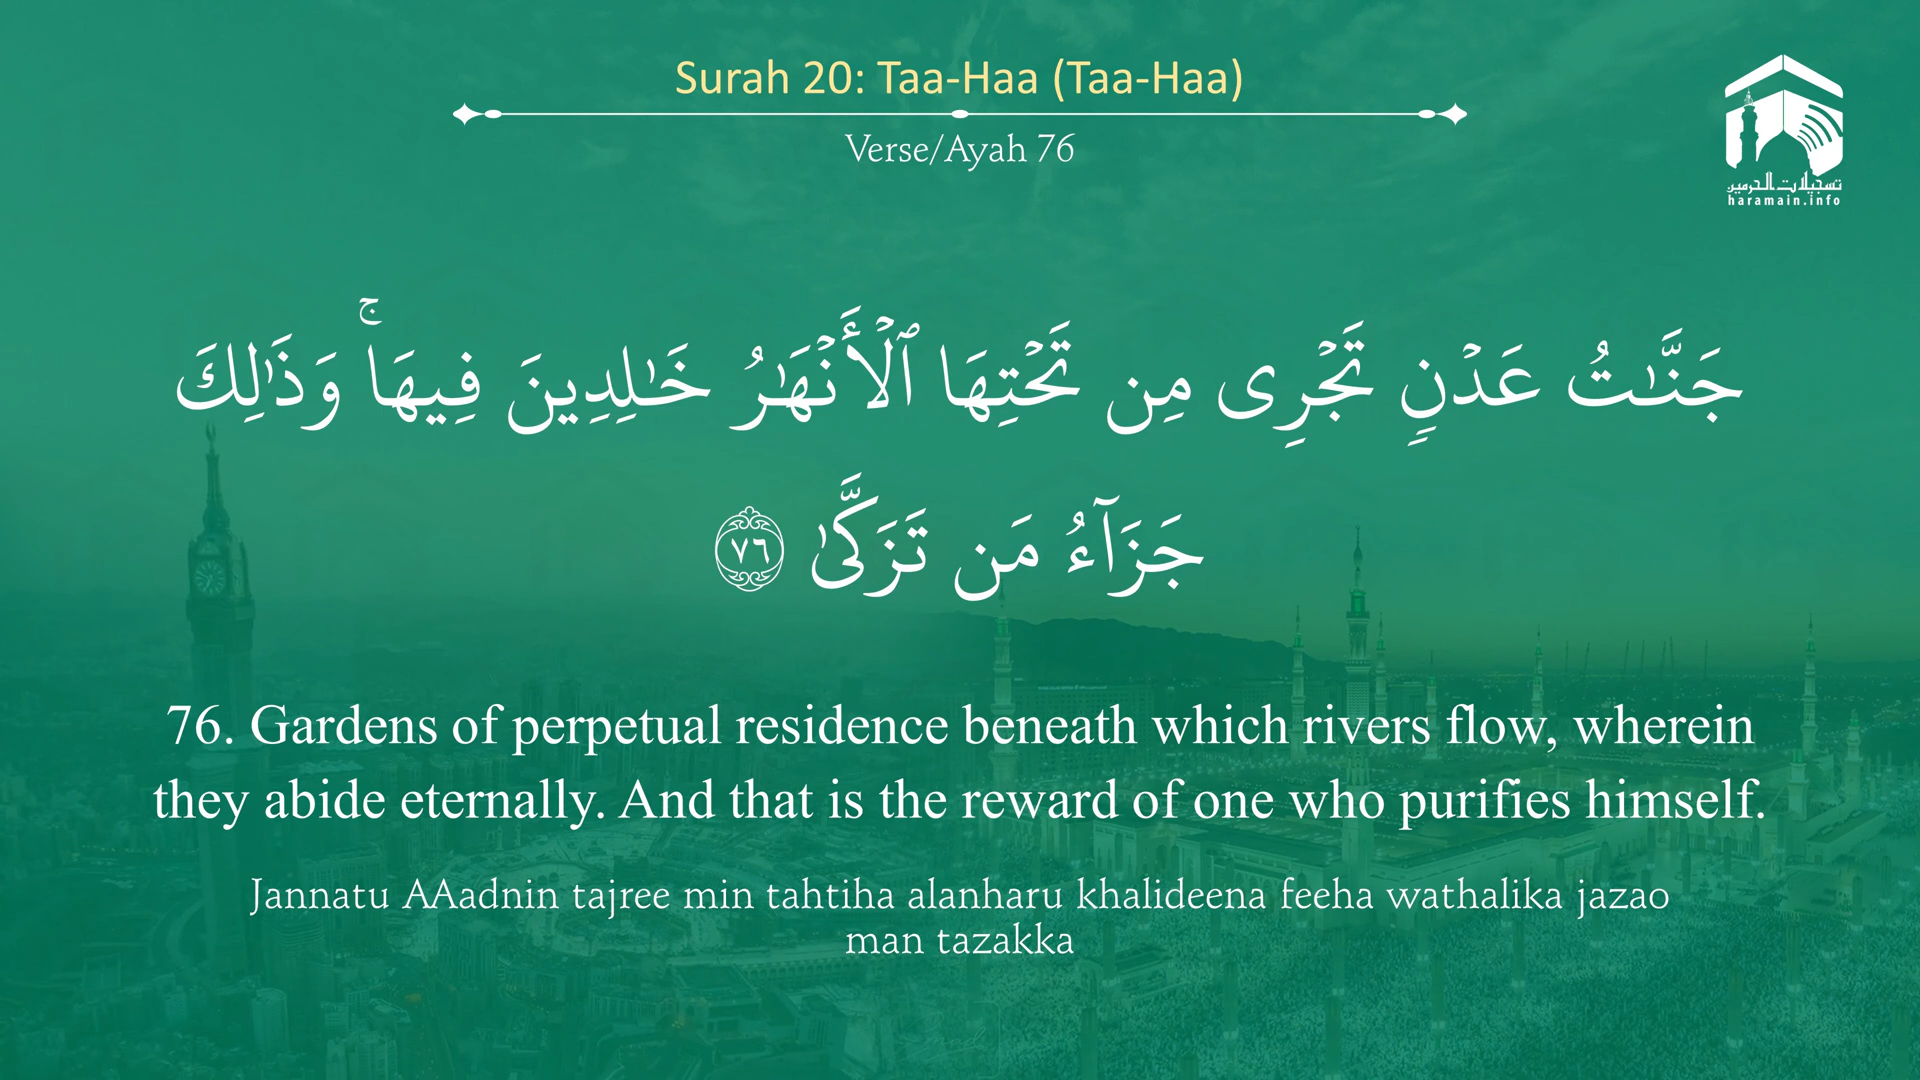 Surah 20: Taa-Haa (Taa-Haa)
Verse/Ayah 76
تسجيلات الحرمين
haramain.info
جَنَّـٰتُ عَدْنٍ تَجْرِى مِن تَحْتِهَا ٱلْأَنْهَـٰرُ خَـٰلِدِينَ فِيهَا ۚ وَذَٰلِكَ
جَزَآءُ مَن تَزَكَّىٰ ٧٦
76. Gardens of perpetual residence beneath which rivers flow, wherein
they abide eternally. And that is the reward of one who purifies himself.
Jannatu AAadnin tajree min tahtiha alanharu khalideena feeha wathalika jazao
man tazakka